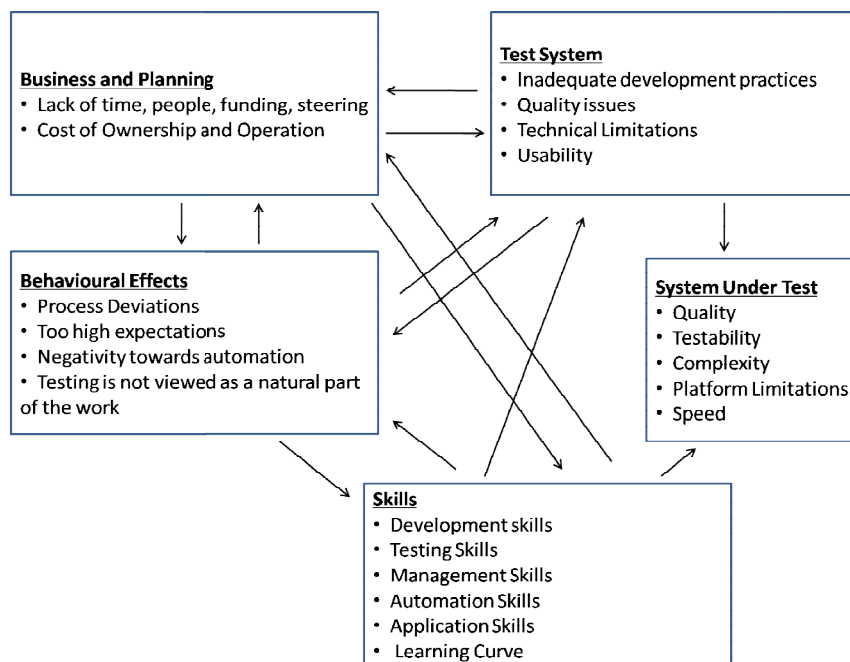 Business and Planning
• Lack of time, people, funding, steering
• Cost of Ownership and Operation
Test System
• Inadequate development practices
• Quality issues
• Technical Limitations
• Usability
Behavioural Effects
• Process Deviations
• Too high expectations
• Negativity towards automation
• Testing is not viewed as a natural part
of the work
System Under Test
• Quality
• Testability
• Complexity
• Platform Limitations
• Speed
Skills
• Development skills
• Testing Skills
• Management Skills
• Automation Skills
• Application Skills
• Learning Curve